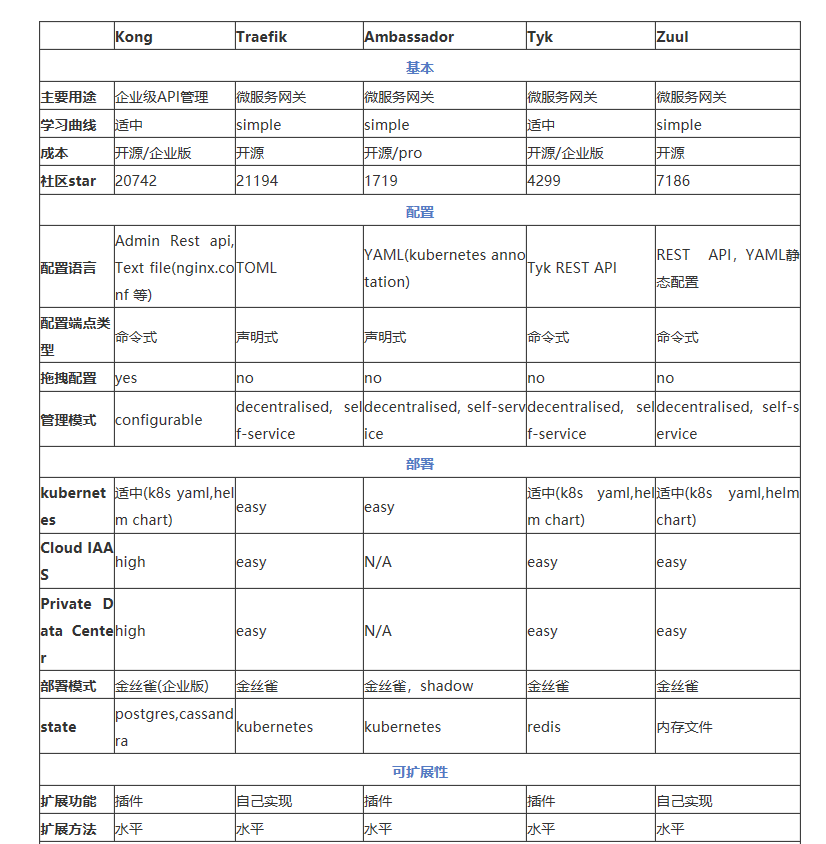 Kong Traefik Ambassador Tyk Zuul
基本
主要用途 企业级API管理 微服务网关 微服务网关 微服务网关 微服务网关
学习曲线 适中 simple simple 适中 simple
成本 开源/企业版 开源 开源/pro 开源/企业版 开源
社区star 20742 21194 1719 4299 7186
配置
配置语言 Admin Rest api, Text file(nginx.conf 等) TOML YAML(kubernetes annotation) Tyk REST API REST API，YAML静态配置
配置端点类型 命令式 声明式 声明式 命令式 命令式
拖拽配置 yes no no no no
管理模式 configurable decentralised, self-service decentralised, self-service decentralised, self-service decentralised, self-service
部署
kubernetes 适中(k8s yaml,helm chart) easy easy 适中(k8s yaml,helm chart) 适中(k8s yaml,helm chart)
Cloud IAAS high easy N/A easy easy
Private Data Center high easy N/A easy easy
部署模式 金丝雀(企业版) 金丝雀 金丝雀，shadow 金丝雀 金丝雀
state postgres,cassandra kubernetes kubernetes redis 内存文件
可扩展性
扩展功能 插件 自己实现 插件 插件 自己实现
扩展方法 水平 水平 水平 水平 水平